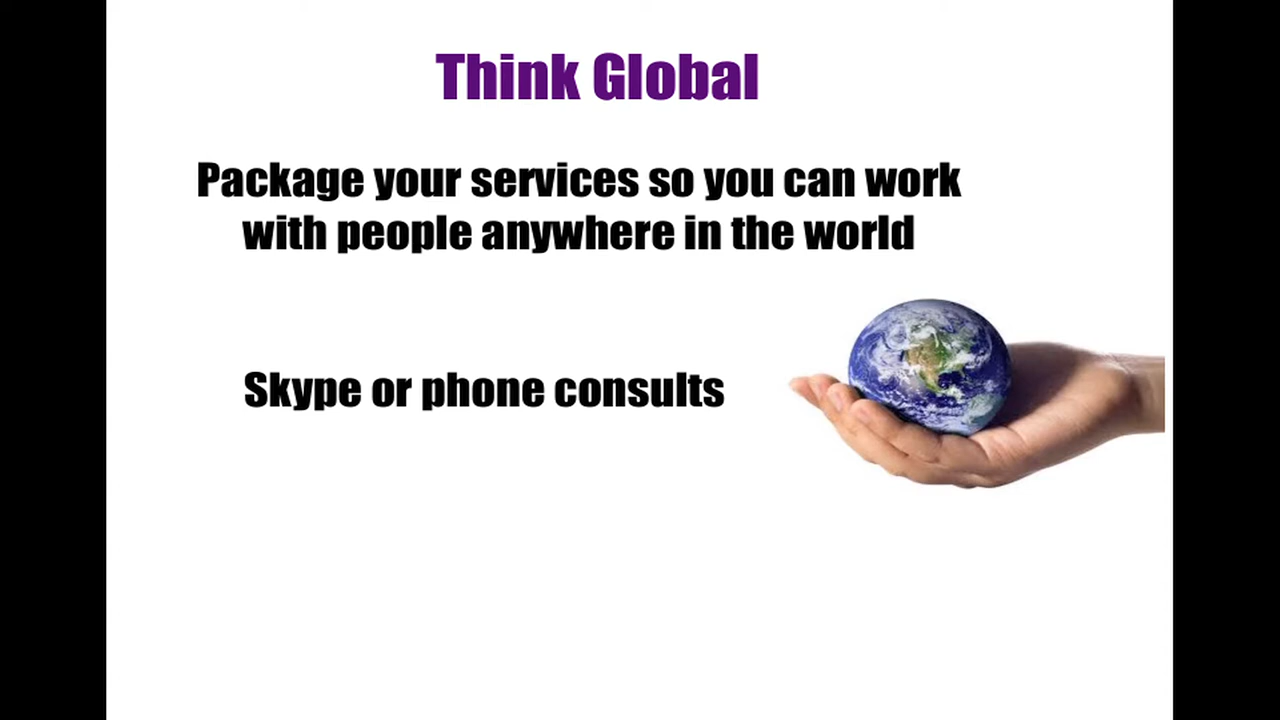 Think Global
Package your services so you can work
with people anywhere in the world
Skype or phone consults